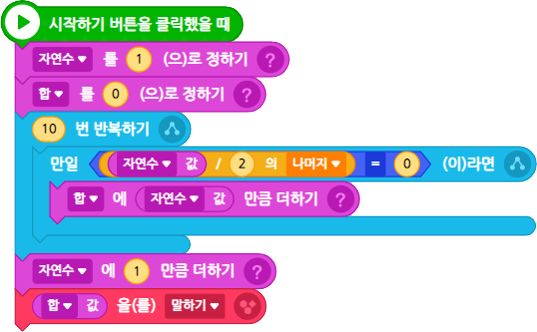 시작하기 버튼을 클릭했을 때
자연수 를 1 (으)로 정하기 ?
합 를 0 (으)로 정하기 ?
10 번 반복하기
만일 자연수 값 / 2 의 나머지 = 0 (이)라면
합 에 자연수 값 만큼 더하기 ?
자연수 에 1 만큼 더하기 ?
합 값 을(를) 말하기